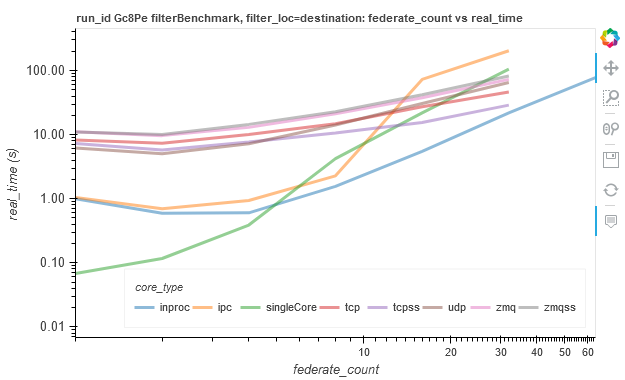 run_id Gc8Pe filterBenchmark, filter_loc=destination: federate_count vs real_time
real_time (s)
100.00
10.00
1.00
0.10
0.01
core_type
inproc ipc singleCore tcp tcpss udp zmq zmqss
10 20 30 40 50 60
federate_count